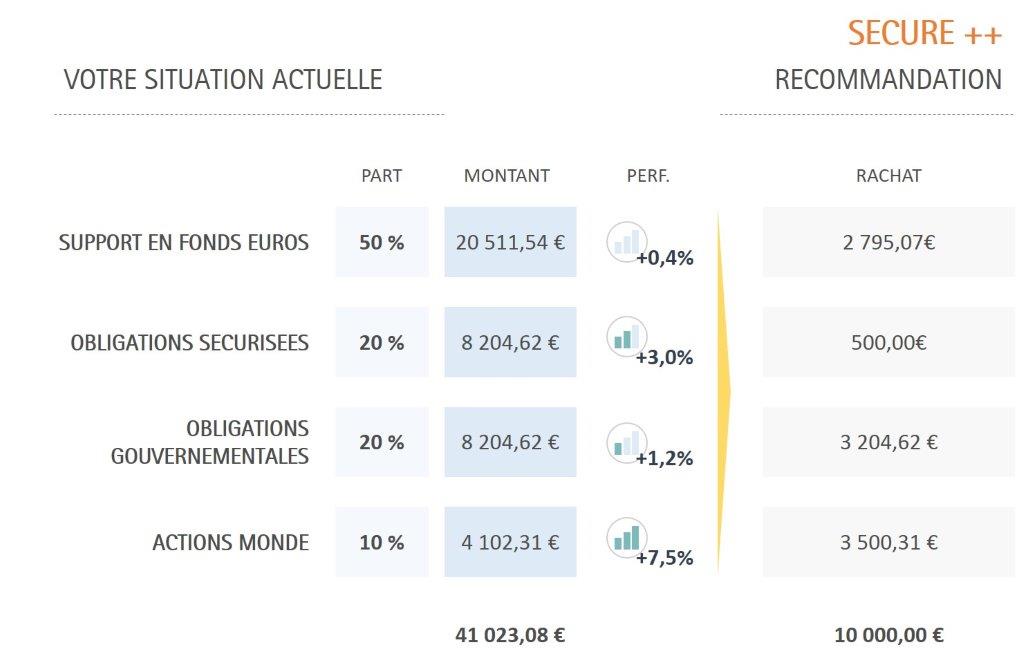 SECURE ++
VOTRE SITUATION ACTUELLE
RECOMMANDATION
PART MONTANT PERF. RACHAT
SUPPORT EN FONDS EUROS 50 % 20 511,54 € +0,4% 2 795,07€
OBLIGATIONS SECURISEES 20 % 8 204,62 € +3,0% 500,00€
OBLIGATIONS
GOUVERNEMENTALES 20 % 8 204,62 € +1,2% 3 204,62 €
ACTIONS MONDE 10 % 4 102,31 € +7,5% 3 500,31 €
41 023,08 € 10 000,00 €